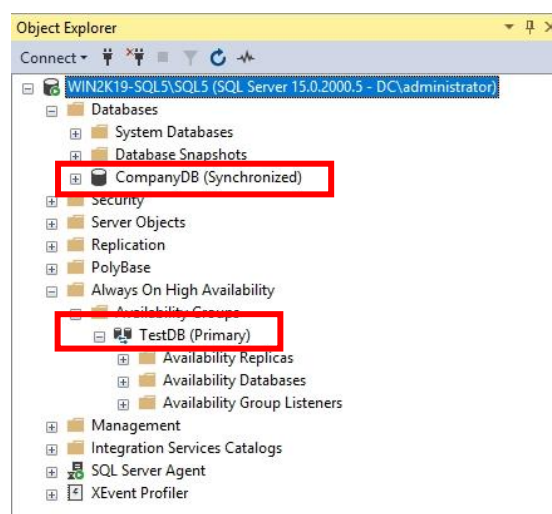 Object Explorer
Connect
WIN2K19-SQL5\SQL5 (SQL Server 15.0.2000.5 - DC\administrator)
Databases
System Databases
Database Snapshots
CompanyDB (Synchronized)
Security
Server Objects
Replication
PolyBase
Always On High Availability
Availability Groups
TestDB (Primary)
Availability Replicas
Availability Databases
Availability Group Listeners
Management
Integration Services Catalogs
SQL Server Agent
XEvent Profiler